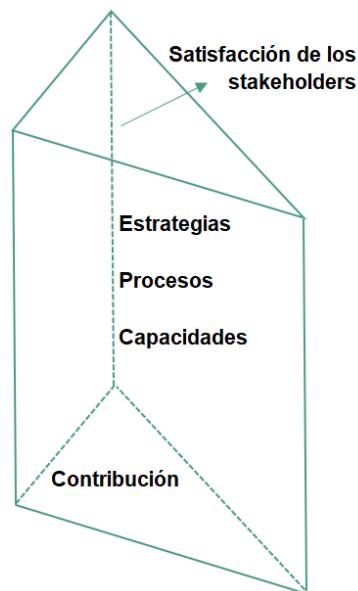 Satisfacción de los
stakeholders
Estrategias
Procesos
Capacidades
Contribución